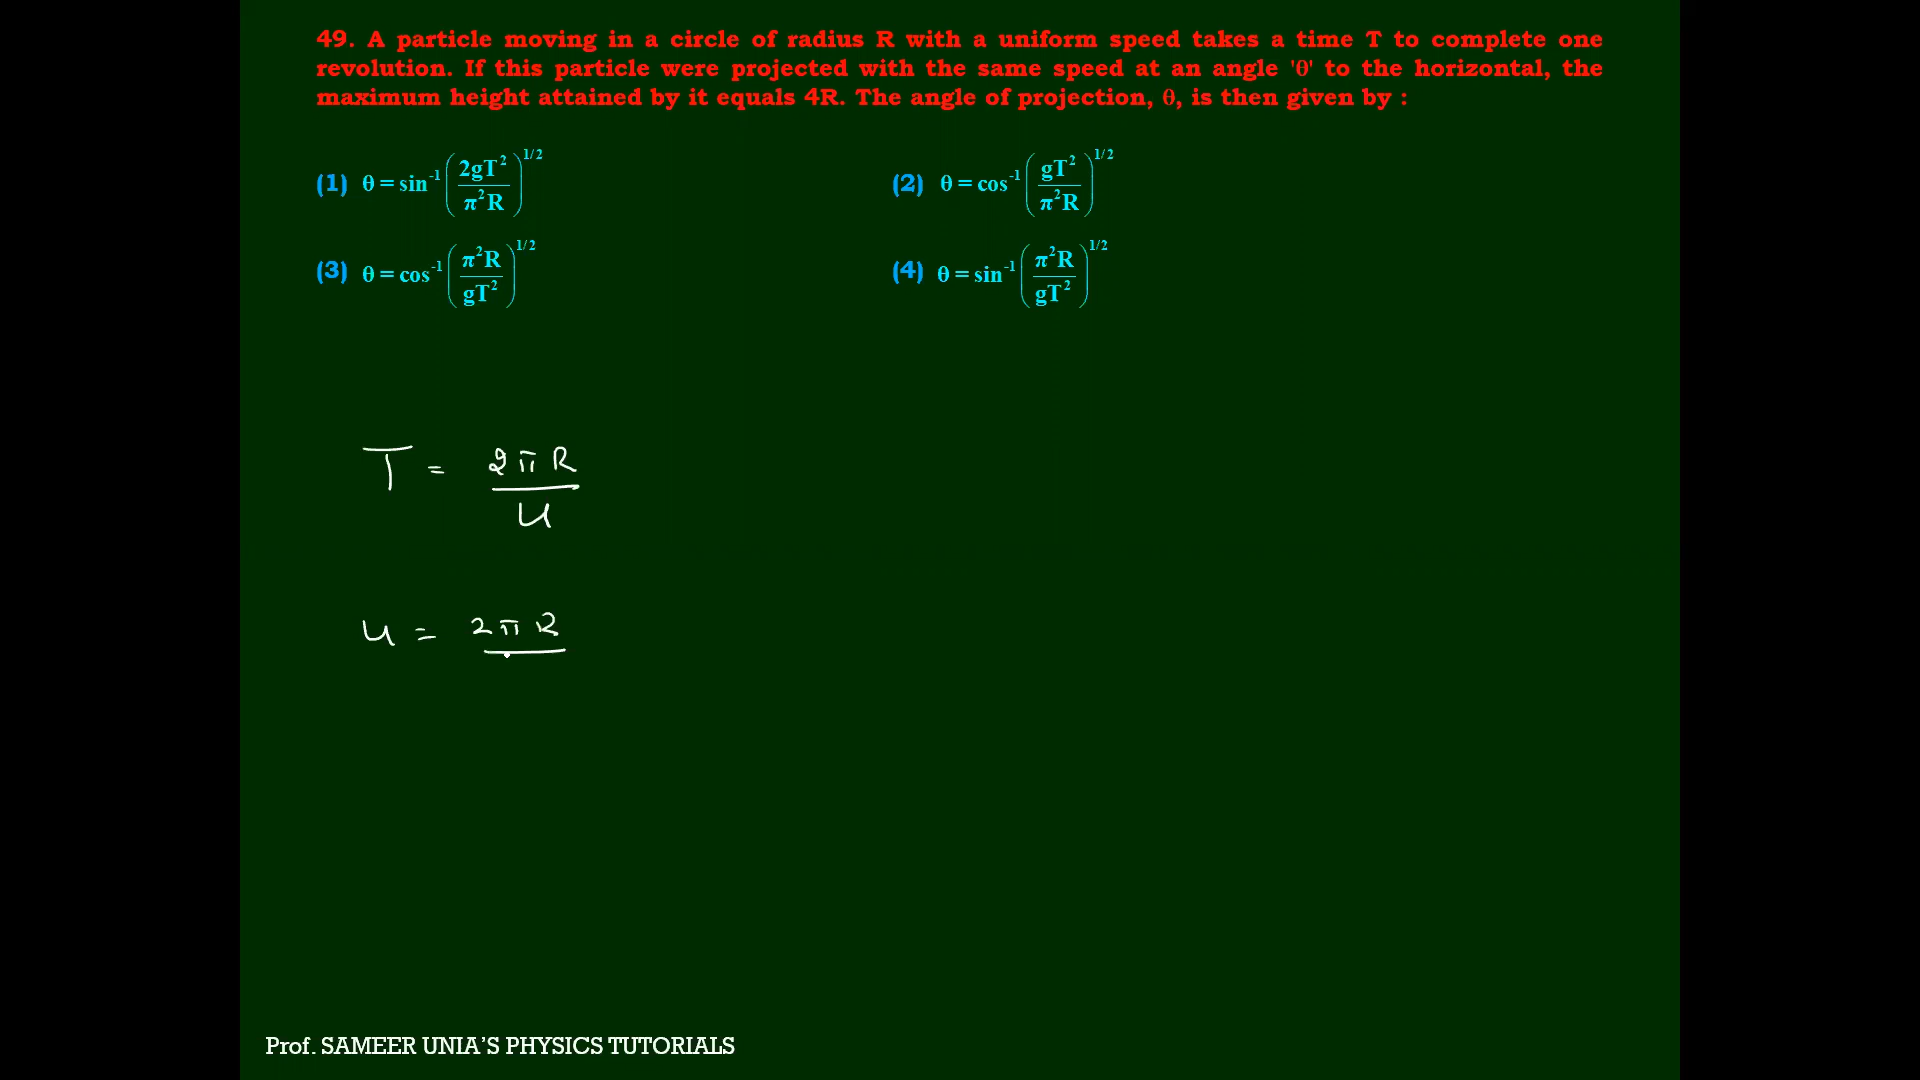 49. A particle moving in a circle of radius R with a uniform speed takes a time T to complete one
revolution. If this particle were projected with the same speed at an angle 'θ' to the horizontal, the
maximum height attained by it equals 4R. The angle of projection, θ, is then given by :
(1) θ = sin⁻¹ (2gT² / π²R)^1/2
(2) θ = cos⁻¹ (gT² / π²R)^1/2
(3) θ = cos⁻¹ (π²R / gT²)^1/2
(4) θ = sin⁻¹ (π²R / gT²)^1/2
T = 2πR / u
u = 2πR
Prof. SAMEER UNIA'S PHYSICS TUTORIALS